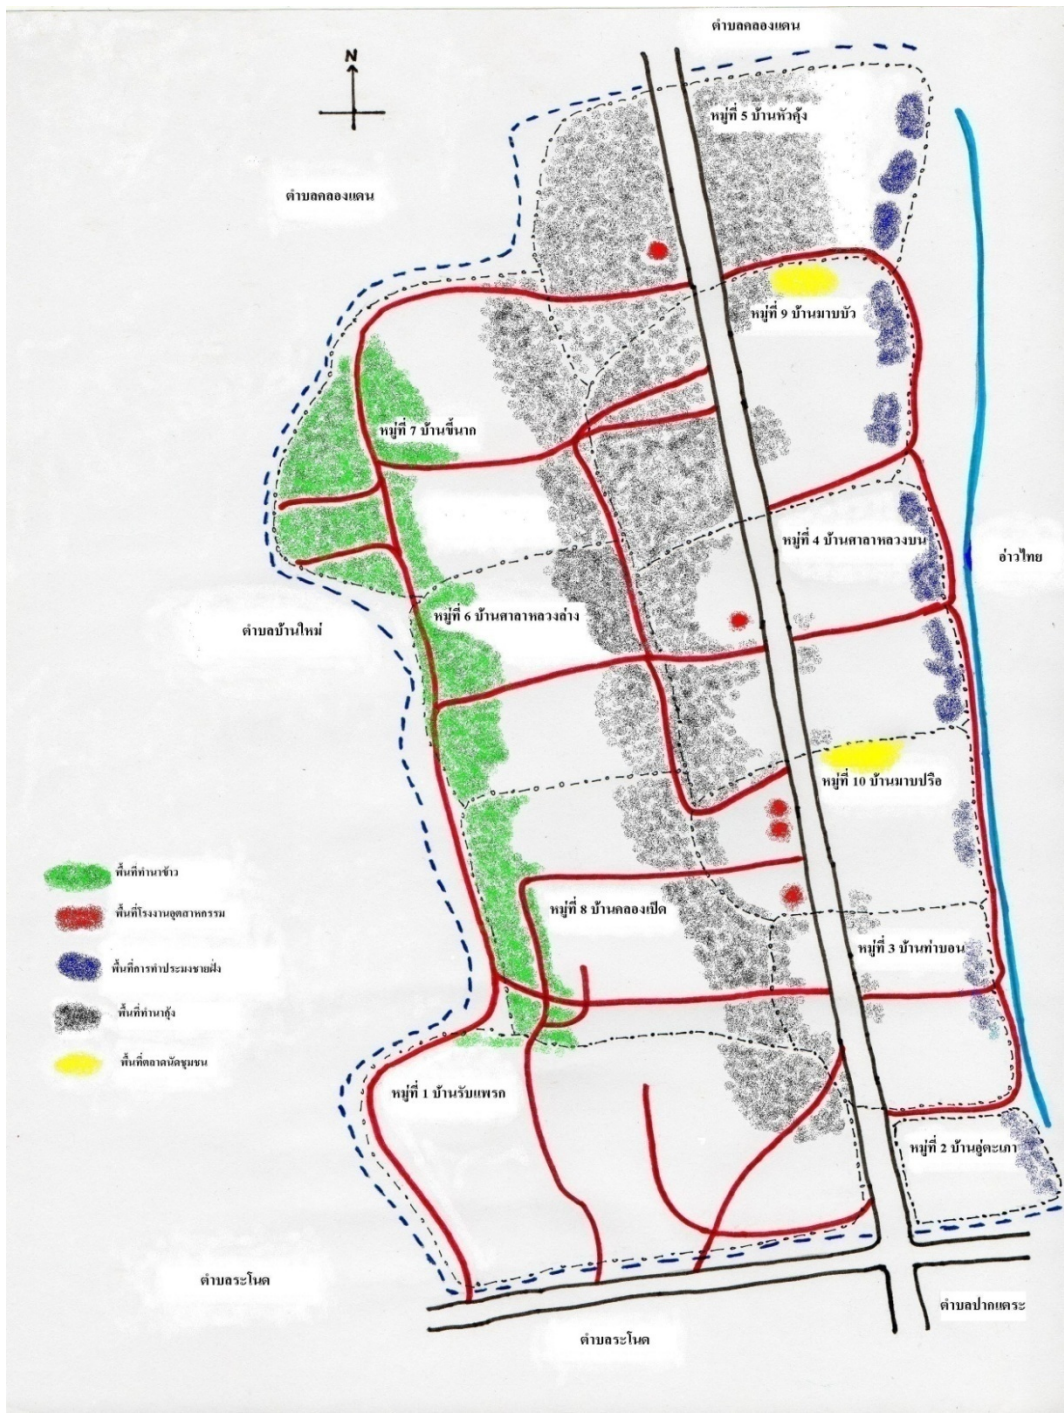 ตำบลคลองแดน
N
หมู่ที่ 5 บ้านหัวคุ้ง
ตำบลคลองแดน
หมู่ที่ 9 บ้านมาบบัว
หมู่ที่ 7 บ้านขี้นาก
หมู่ที่ 4 บ้านศาลาหลวงบน
อ่าวไทย
หมู่ที่ 6 บ้านศาลาหลวงล่าง
ตำบลบ้านใหม่
หมู่ที่ 10 บ้านมาบปรือ
พื้นที่ทำนาข้าว
พื้นที่โรงงานอุตสาหกรรม
พื้นที่การทำประมงชายฝั่ง
พื้นที่ทำนากุ้ง
พื้นที่ตลาดนัดชุมชน
หมู่ที่ 8 บ้านคลองเป็ด
หมู่ที่ 3 บ้านท่าบอน
หมู่ที่ 1 บ้านรับแพรก
หมู่ที่ 2 บ้านอู่ตะเภา
ตำบลระโนด
ตำบลปากแตระ
ตำบลระโนด